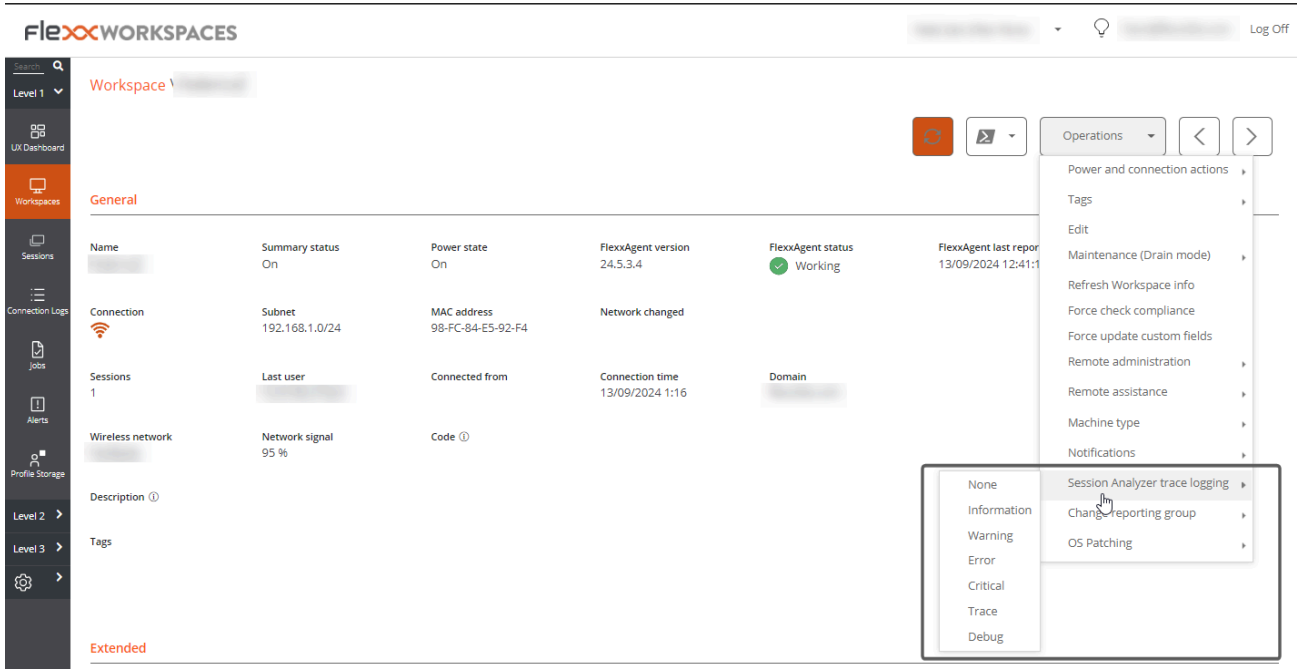 FlexxWORKSPACES
Log Off
Search
Level 1
UX Dashboard
Workspaces
Sessions
Connection Logs
Jobs
Alerts
Profile Storage
Level 2
Level 3
Workspace
Operations
Power and connection actions
Tags
Edit
Maintenance (Drain mode)
Refresh Workspace info
Force check compliance
Force update custom fields
Remote administration
Remote assistance
Machine type
Notifications
Session Analyzer trace logging
Change reporting group
OS Patching
None
Information
Warning
Error
Critical
Trace
Debug
General
Name Summary status Power state FlexxAgent version FlexxAgent status FlexxAgent last repor
On On 24.5.3.4 Working 13/09/2024 12:41:1
Connection Subnet MAC address Network changed
192.168.1.0/24 98-FC-84-E5-92-F4
Sessions Last user Connected from Connection time Domain
1 13/09/2024 1:16
Wireless network Network signal Code
95 %
Description
Tags
Extended